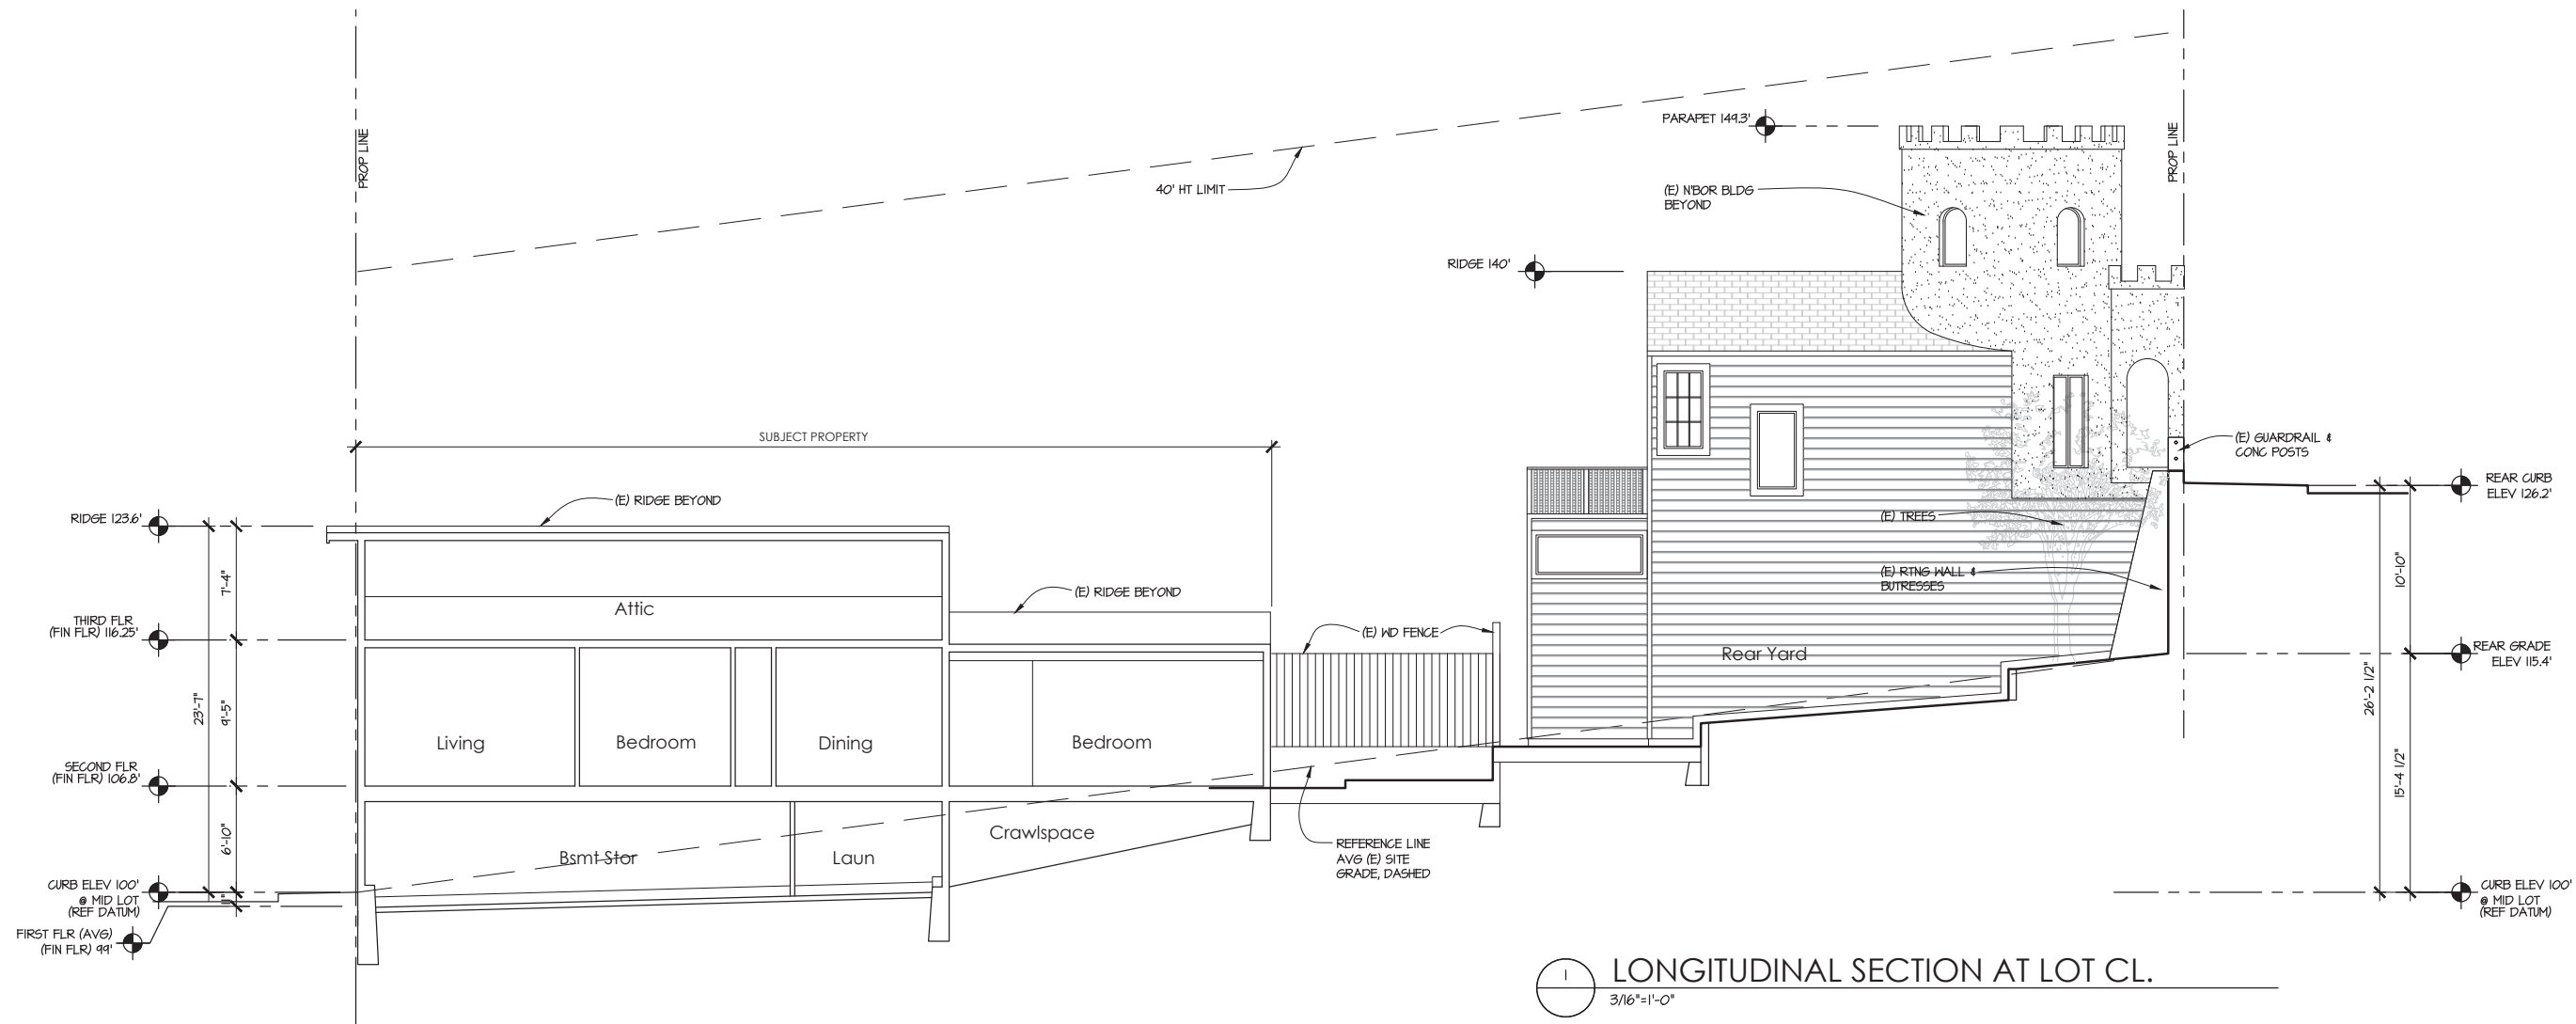 PROP LINE
PARAPET 149.3'
PROP LINE
40' HT LIMIT
(E) N'BOR BLDG
BEYOND
RIDGE 140'
SUBJECT PROPERTY
(E) GUARDRAIL &
CONC POSTS
REAR CURB
ELEV 126.2'
(E) RIDGE BEYOND
RIDGE 123.6'
(E) TREES
7'-4"
(E) RIDGE BEYOND
(E) RTNG WALL &
BUTRESSES
10'-10"
Attic
THIRD FLR
(FIN FLR) 116.25'
(E) WD FENCE
Rear Yard
REAR GRADE
ELEV 115.4'
23'-7"
9'-5"
26'-2 1/2"
Living
Bedroom
Dining
Bedroom
SECOND FLR
(FIN FLR) 106.8'
15'-4 1/2"
6'-10"
Crawlspace
Bsmt Stor
Laun
REFERENCE LINE
AVG (E) SITE
GRADE, DASHED
CURB ELEV 100'
@ MID LOT
(REF DATUM)
11"
CURB ELEV 100'
@ MID LOT
(REF DATUM)
FIRST FLR (AVG)
(FIN FLR) 99'
1
LONGITUDINAL SECTION AT LOT CL.
3/16"=1'-0"